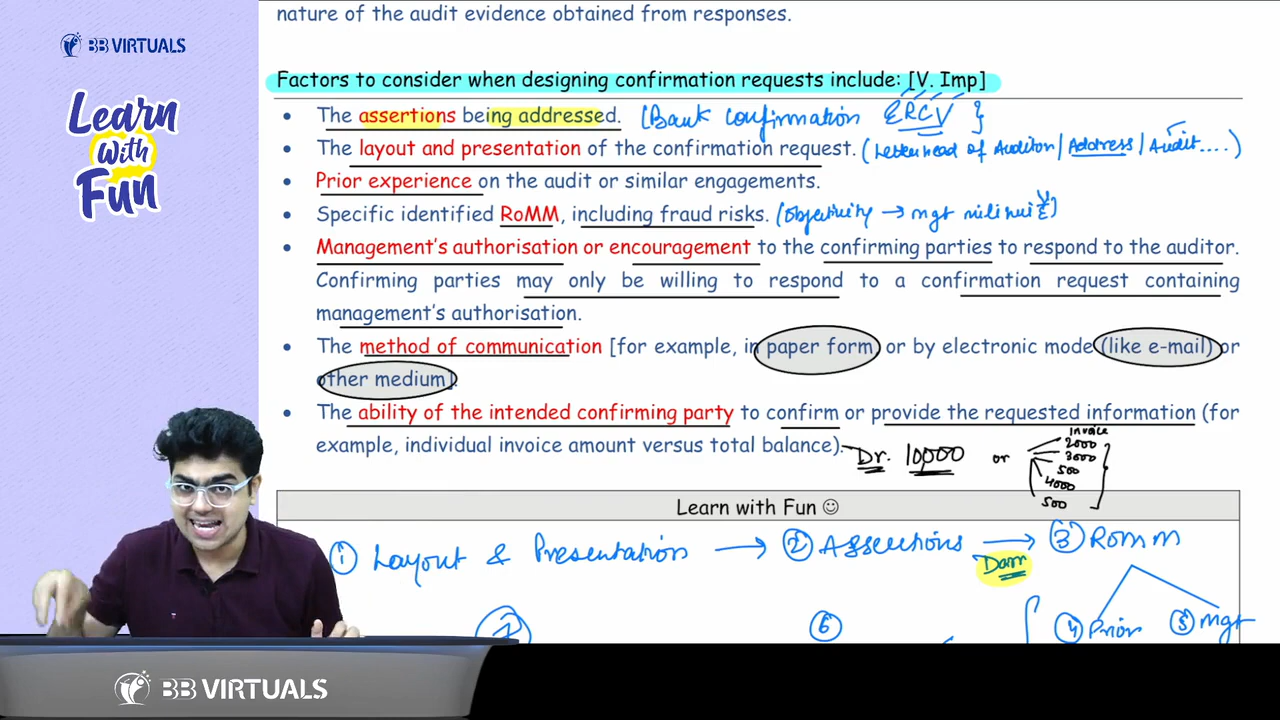 nature of the audit evidence obtained from responses.
BB VIRTUALS
Learn
with
Fun
Factors to consider when designing confirmation requests include: [V. Imp]
• The assertions being addressed. (Bank Confirmation ERCV }
• The layout and presentation of the confirmation request. (Letterhead of Auditor / Address / Audit....)
• Prior experience on the audit or similar engagements.
• Specific identified RoMM, including fraud risks. (Objectivity → mgt
• Management's authorisation or encouragement to the confirming parties to respond to the auditor.
Confirming parties may only be willing to respond to a confirmation request containing
management's authorisation.
• The method of communication [for example, in paper form, or by electronic mode (like e-mail) or
other medium].
• The ability of the intended confirming party to confirm or provide the requested information (for
example, individual invoice amount versus total balance).
Dr. 10000 or
invoice
2000
3000
500
4000
500
Learn with Fun ☺
① Layout & Presentation → ② Assertions → ③ ROMM
Darr
7 ⑥ ④ Prior ⑤ mgt
BB VIRTUALS